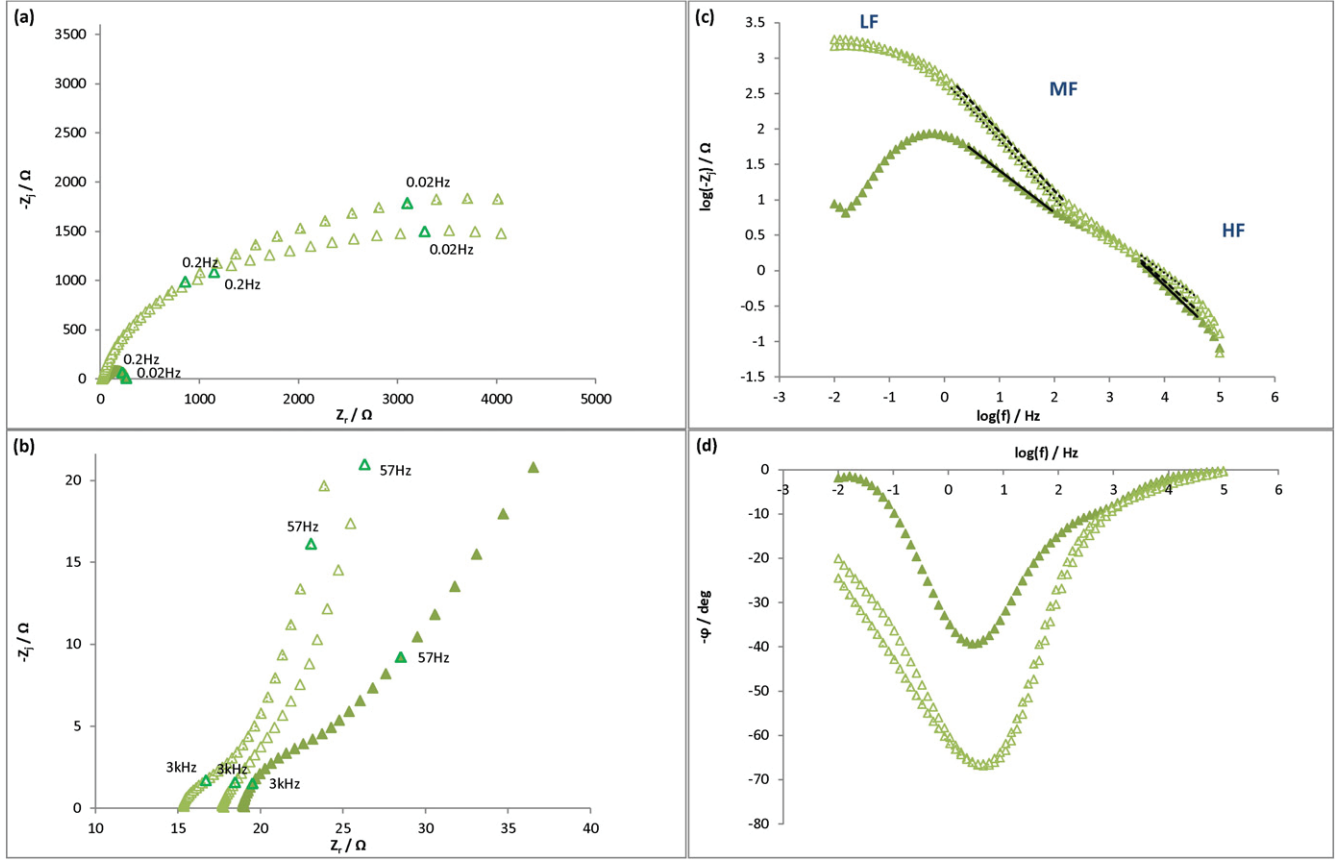 (a)
3500
3000
2500
2000
1500
1000
500
0
-Zj / Ω
0.02Hz
0.02Hz
0.2Hz
0.2Hz
0.2Hz
0.02Hz
0 1000 2000 3000 4000 5000
Zr / Ω
(b)
20
15
10
5
0
-Zj / Ω
57Hz
57Hz
57Hz
3kHz
3kHz
3kHz
10 15 20 25 30 35 40
Zr / Ω
(c)
LF
MF
HF
3.5
3
2.5
2
1.5
1
0.5
0
-0.5
-1
-1.5
log(-Zj) / Ω
-3 -2 -1 0 1 2 3 4 5 6
log(f) / Hz
(d)
log(f) / Hz
-3 -2 -1 0 1 2 3 4 5 6
0
-10
-20
-30
-40
-50
-60
-70
-80
-φ / deg